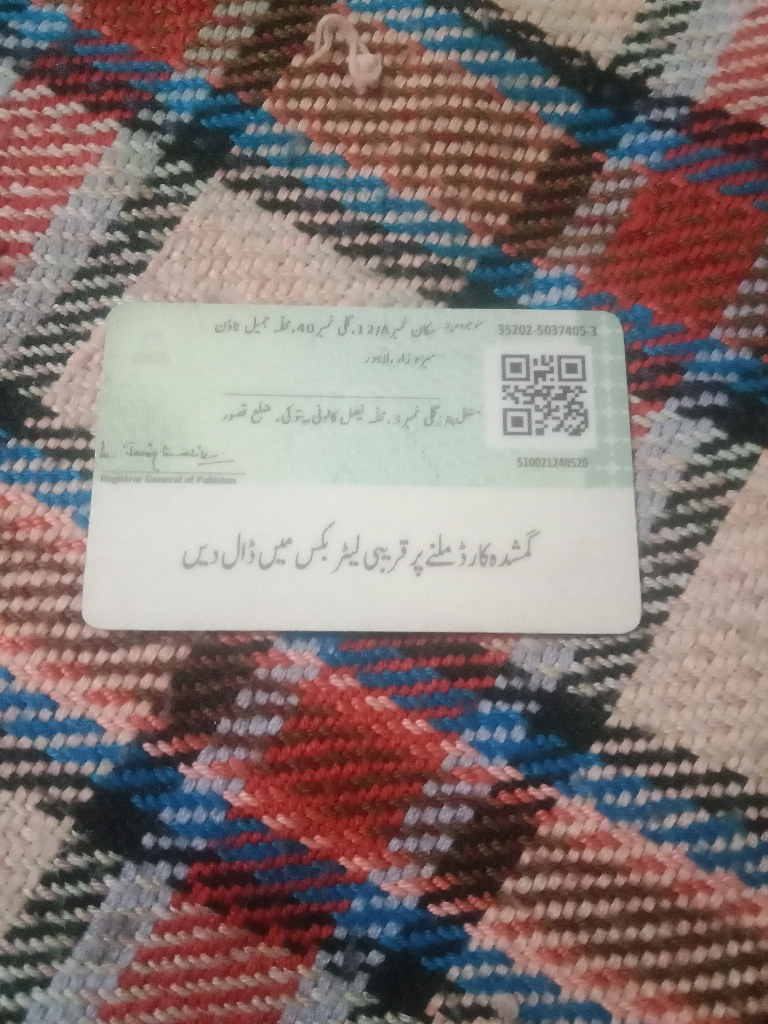 موجودہ پتہ: مکان نمبر 12/A، گلی نمبر 40، محلہ جمیل ٹاؤن
سبزہ زار، لاہور
35202-5037405-3
مستقل پتہ: گلی نمبر 3، محلہ فیصل کالونی پتوکی، ضلع قصور
510021240520
Registrar General of Pakistan
گمشدہ کارڈ ملنے پر قریبی لیٹر بکس میں ڈال دیں